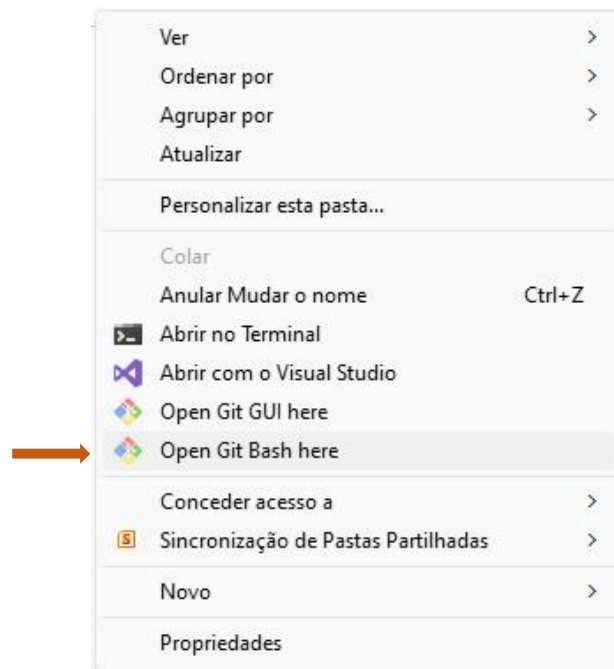 Ver
Ordenar por
Agrupar por
Atualizar
Personalizar esta pasta...
Colar
Anular Mudar o nome Ctrl+Z
Abrir no Terminal
Abrir com o Visual Studio
Open Git GUI here
Open Git Bash here
Conceder acesso a
S Sincronização de Pastas Partilhadas
Novo
Propriedades